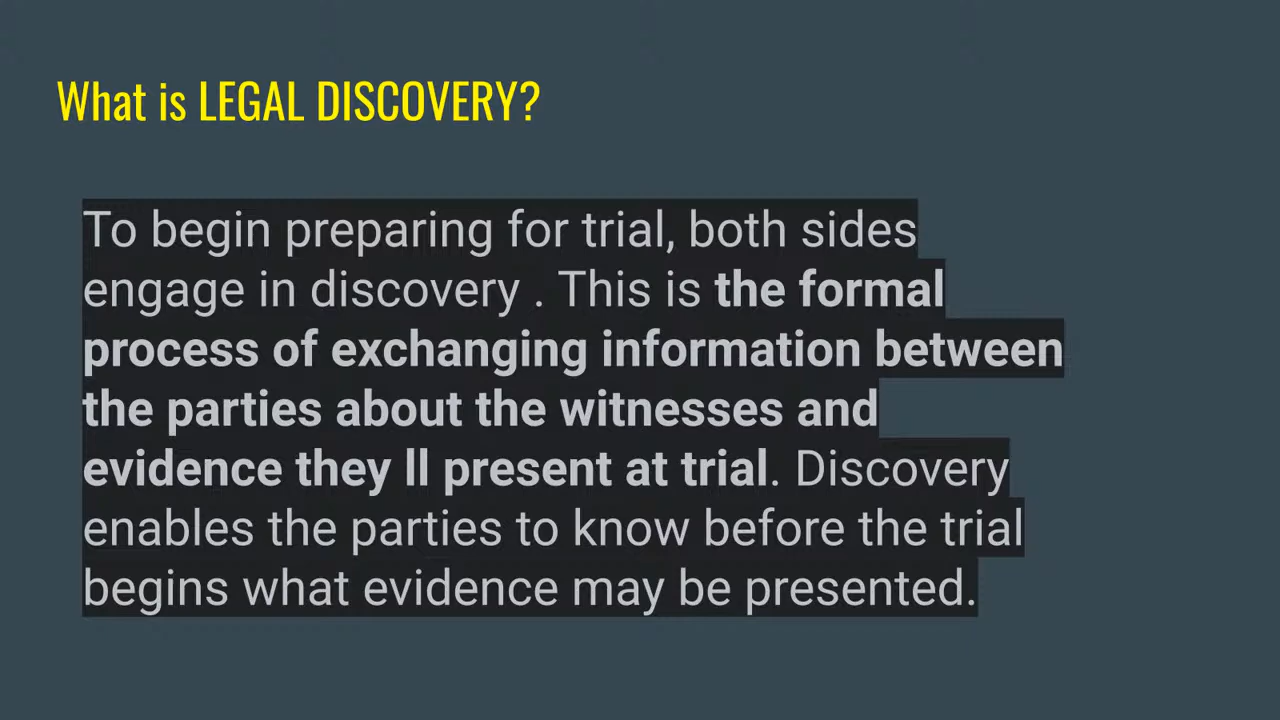 What is LEGAL DISCOVERY?
To begin preparing for trial, both sides
engage in discovery . This is the formal
process of exchanging information between
the parties about the witnesses and
evidence they ll present at trial. Discovery
enables the parties to know before the trial
begins what evidence may be presented.